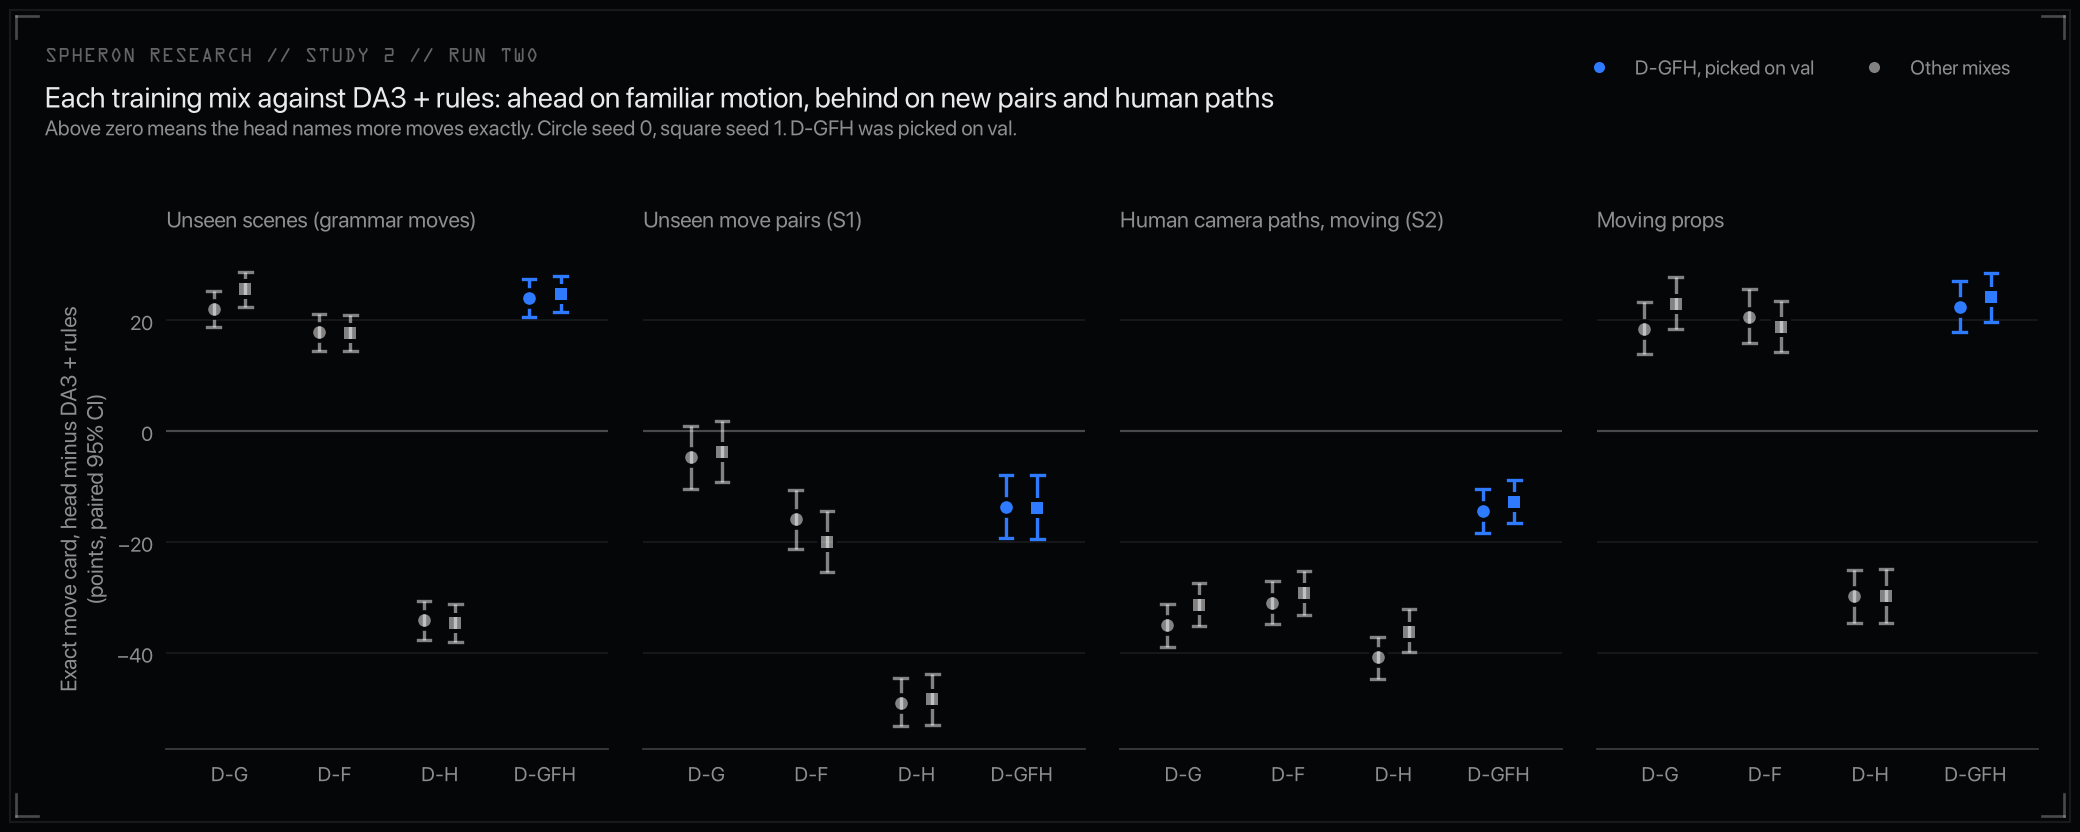 SPHERON RESEARCH // STUDY 2 // RUN TWO
D-GFH, picked on val
Other mixes
Each training mix against DA3 + rules: ahead on familiar motion, behind on new pairs and human paths
Above zero means the head names more moves exactly. Circle seed 0, square seed 1. D-GFH was picked on val.
Unseen scenes (grammar moves)
Unseen move pairs (S1)
Human camera paths, moving (S2)
Moving props
Exact move card, head minus DA3 + rules
(points, paired 95% CI)
20
0
−20
−40
D-G
D-F
D-H
D-GFH
D-G
D-F
D-H
D-GFH
D-G
D-F
D-H
D-GFH
D-G
D-F
D-H
D-GFH